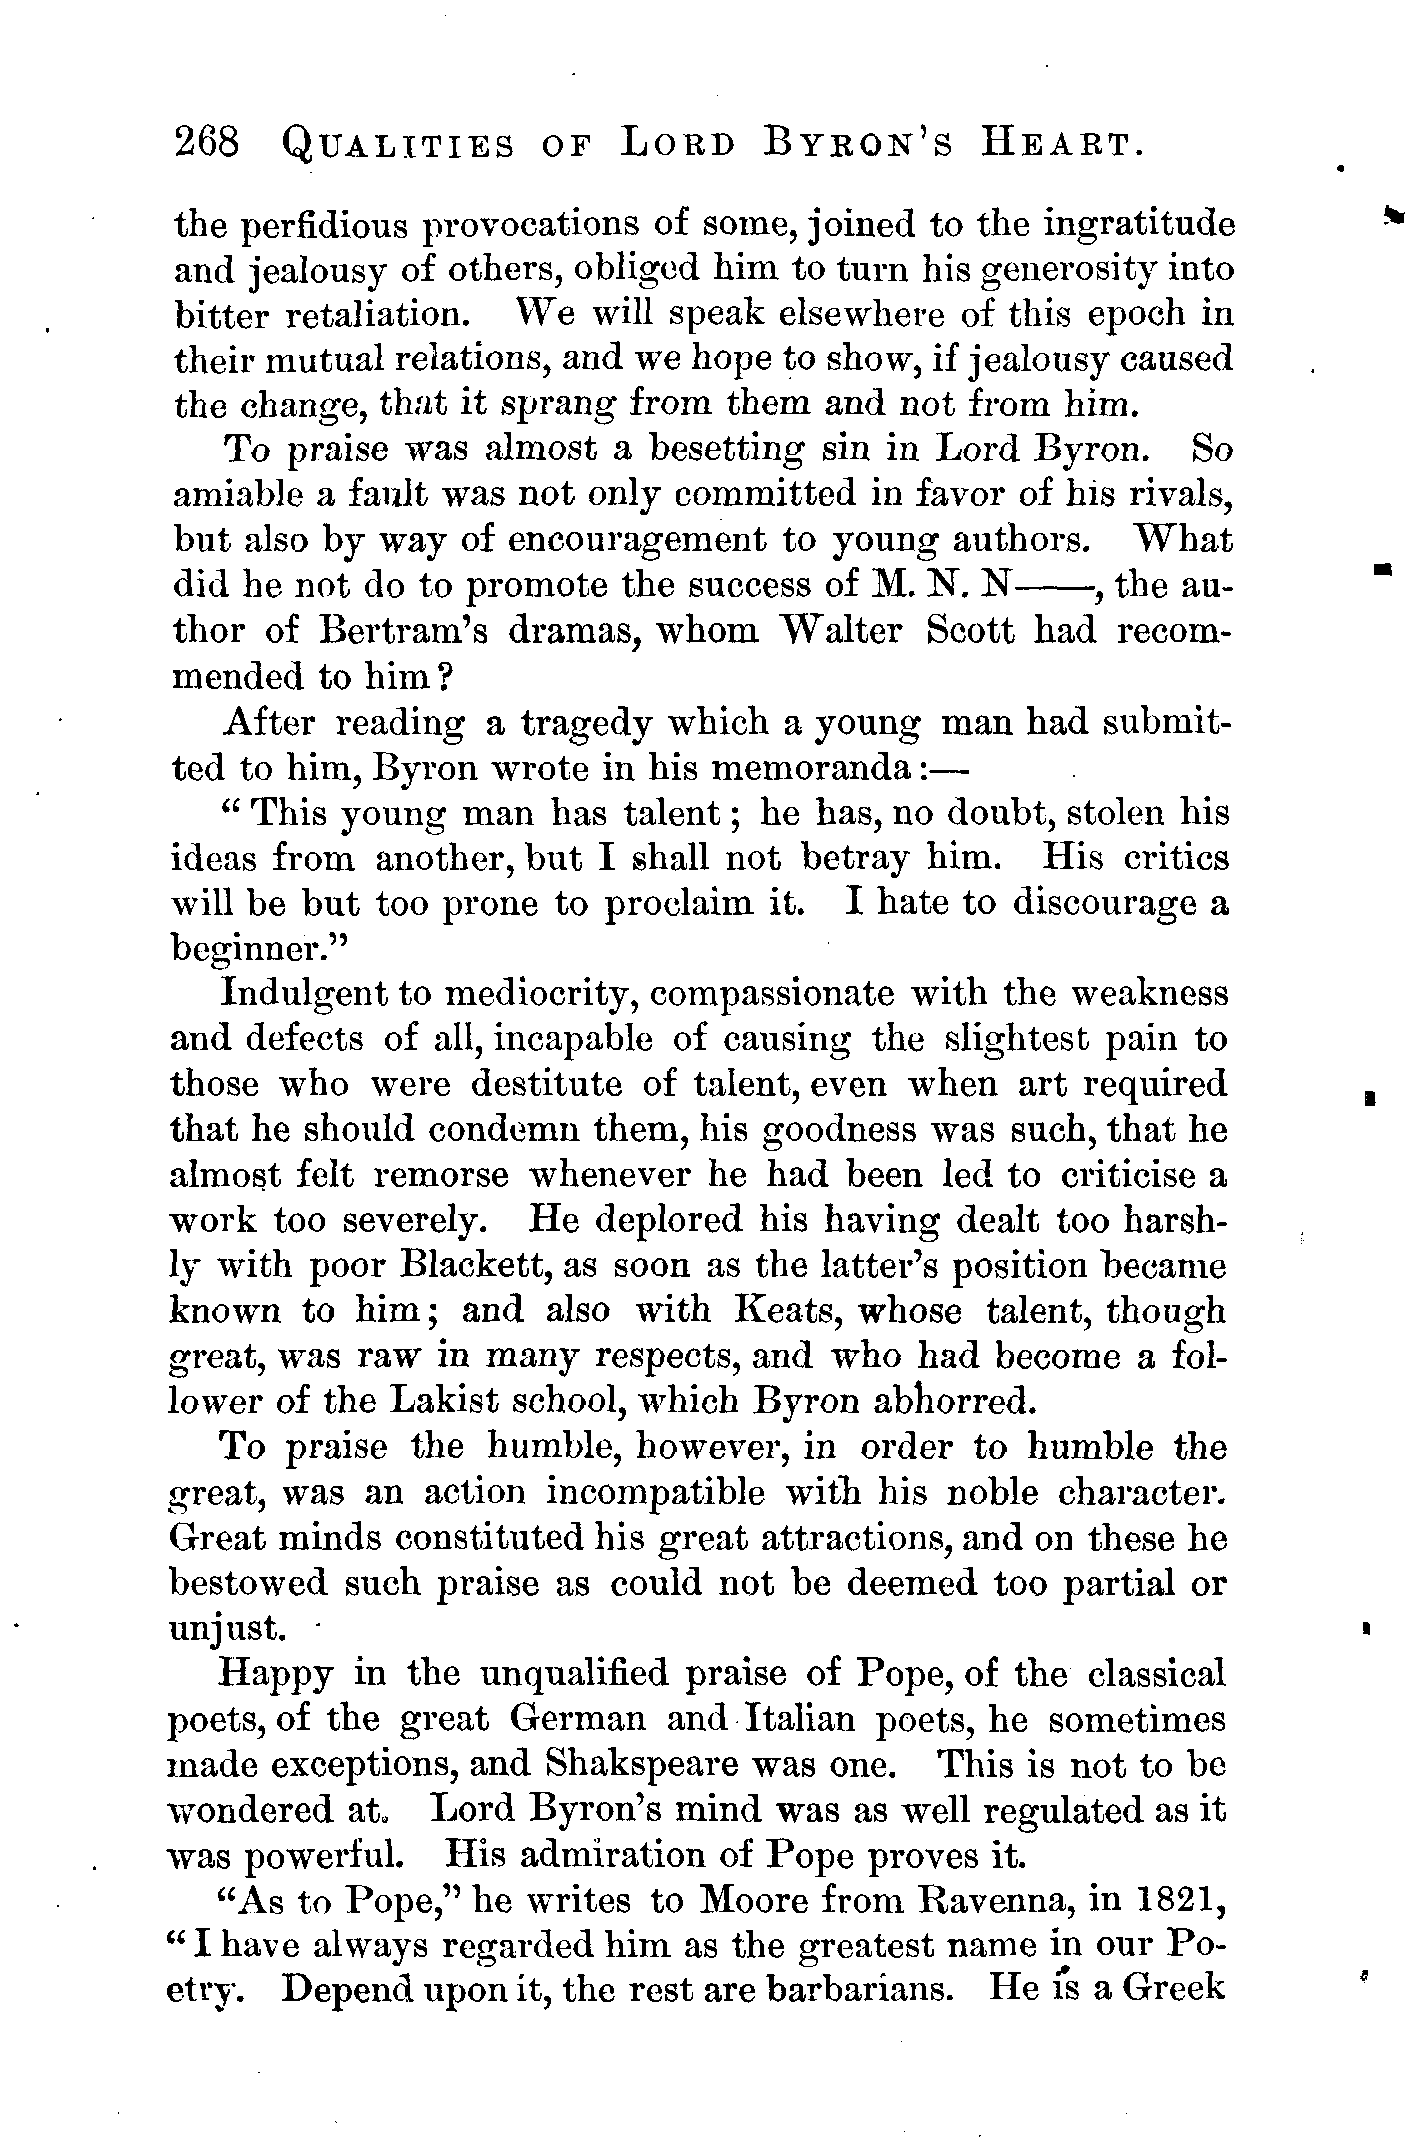 268 QUALITIES OF LORD BYRON'S HEART.
the perfidious provocations of some, joined to the ingratitude
and jealousy of others, obliged him to turn his generosity into
bitter retaliation. We will speak elsewhere of this epoch in
their mutual relations, and we hope to show, if jealousy caused
the change, that it sprang from them and not from him.
To praise was almost a besetting sin in Lord Byron. So
amiable a fault was not only committed in favor of his rivals,
but also by way of encouragement to young authors. What
did he not do to promote the success of M. N. N——, the au-
thor of Bertram's dramas, whom Walter Scott had recom-
mended to him?
After reading a tragedy which a young man had submit-
ted to him, Byron wrote in his memoranda:—
"This young man has talent; he has, no doubt, stolen his
ideas from another, but I shall not betray him. His critics
will be but too prone to proclaim it. I hate to discourage a
beginner."
Indulgent to mediocrity, compassionate with the weakness
and defects of all, incapable of causing the slightest pain to
those who were destitute of talent, even when art required
that he should condemn them, his goodness was such, that he
almost felt remorse whenever he had been led to criticise a
work too severely. He deplored his having dealt too harsh-
ly with poor Blackett, as soon as the latter's position became
known to him; and also with Keats, whose talent, though
great, was raw in many respects, and who had become a fol-
lower of the Lakist school, which Byron abhorred.
To praise the humble, however, in order to humble the
great, was an action incompatible with his noble character.
Great minds constituted his great attractions, and on these he
bestowed such praise as could not be deemed too partial or
unjust.
Happy in the unqualified praise of Pope, of the classical
poets, of the great German and Italian poets, he sometimes
made exceptions, and Shakspeare was one. This is not to be
wondered at. Lord Byron's mind was as well regulated as it
was powerful. His admiration of Pope proves it.
"As to Pope," he writes to Moore from Ravenna, in 1821,
"I have always regarded him as the greatest name in our Po-
etry. Depend upon it, the rest are barbarians. He is a Greek